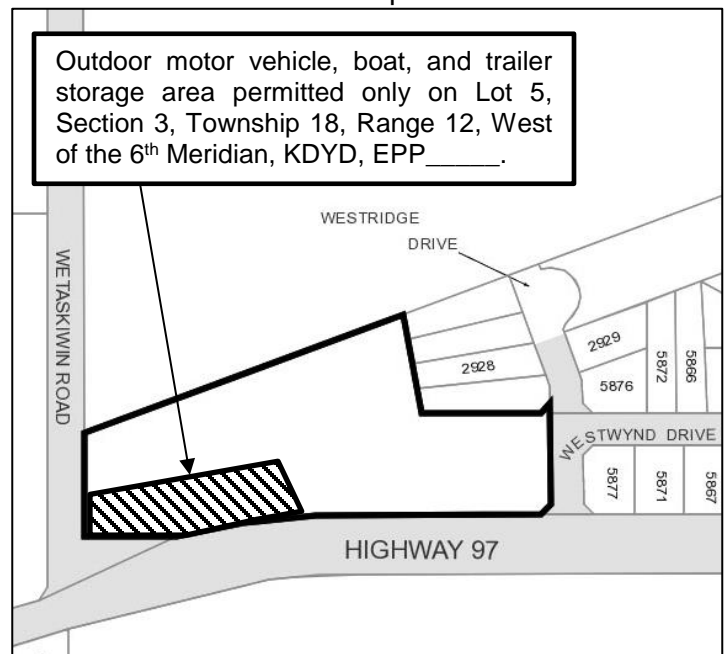 Outdoor motor vehicle, boat, and trailer
storage area permitted only on Lot 5,
Section 3, Township 18, Range 12, West
of the 6th Meridian, KDYD, EPP_____.
WESTRIDGE
DRIVE
WETASKIWIN ROAD
2928
2929
5876
5872
5866
WESTWYND DRIVE
5877
5871
5867
HIGHWAY 97